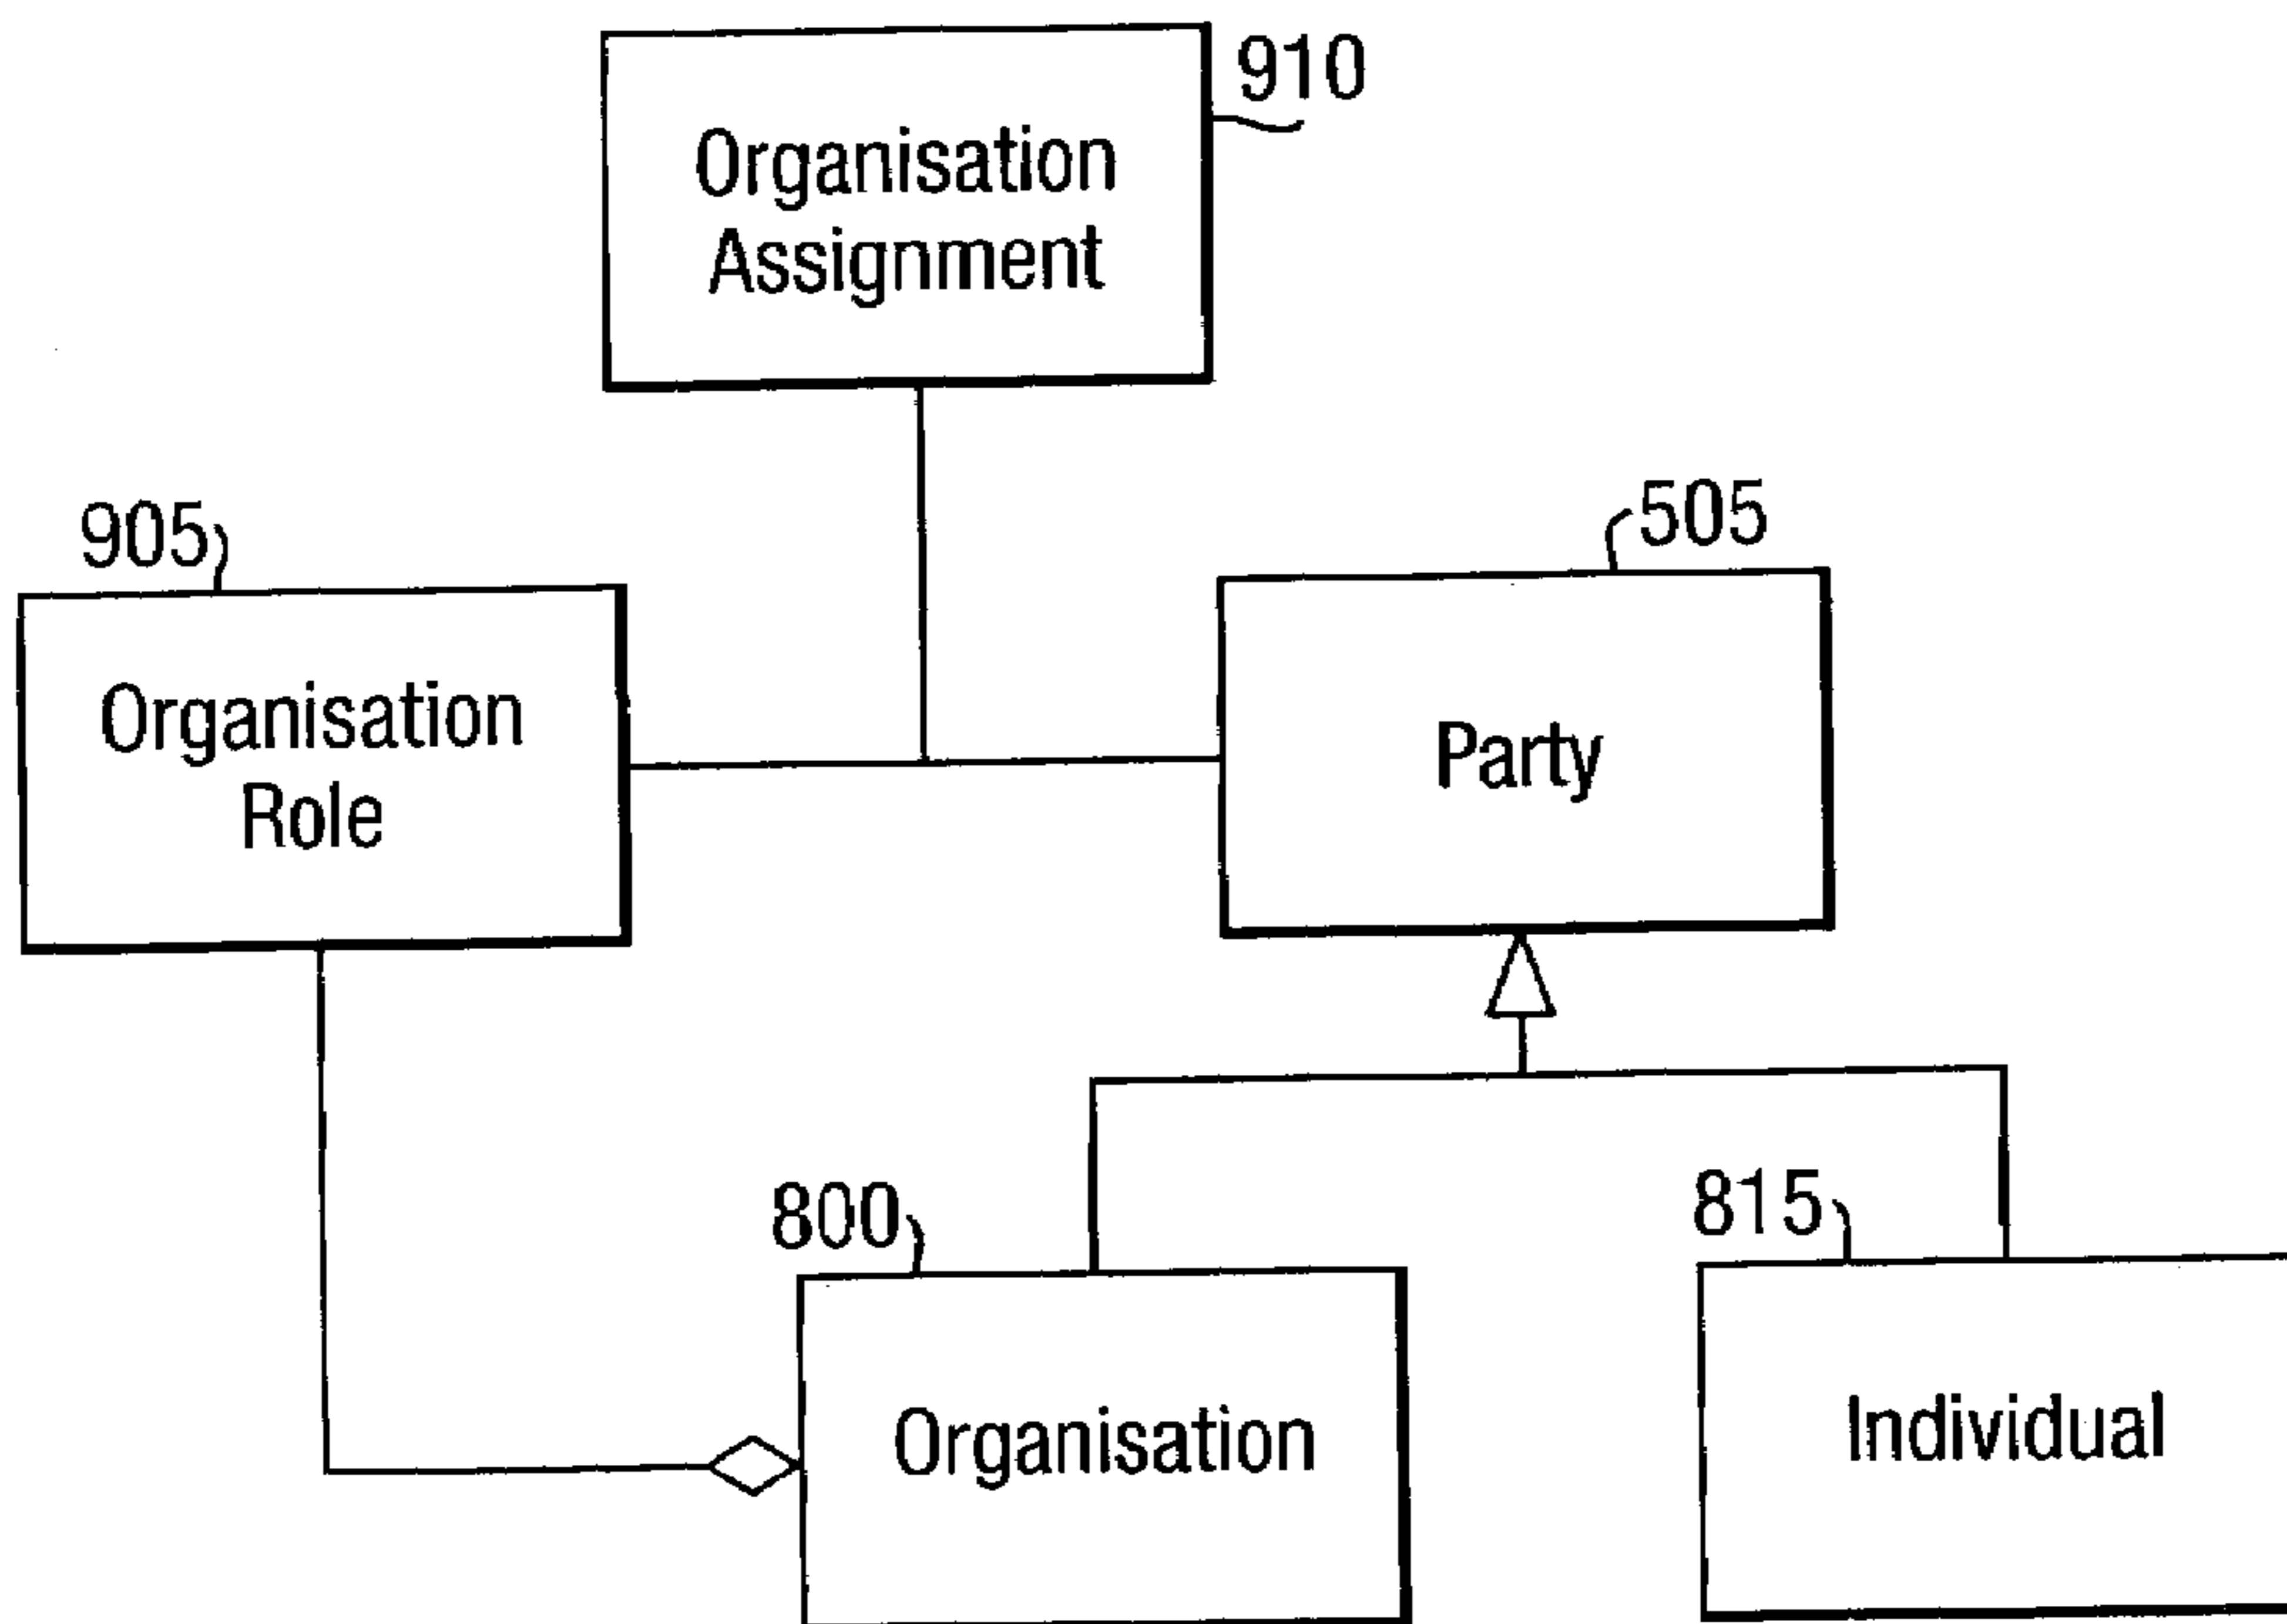 910
Organisation
Assignment
905
505
Organisation
Role
Party
800
815
Organisation
Individual